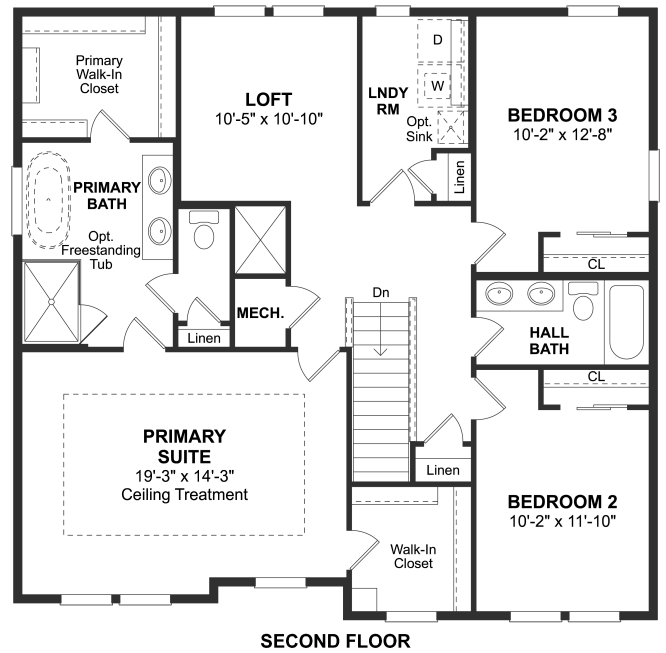 Primary
Walk-In
Closet
LOFT
10'-5" x 10'-10"
D
W
LNDY
RM
Opt.
Sink
Linen
BEDROOM 3
10'-2" x 12'-8"
CL
PRIMARY
BATH
Opt.
Freestanding
Tub
Linen
MECH.
Dn
HALL
BATH
CL
PRIMARY
SUITE
19'-3" x 14'-3"
Ceiling Treatment
Linen
Walk-In
Closet
BEDROOM 2
10'-2" x 11'-10"
SECOND FLOOR